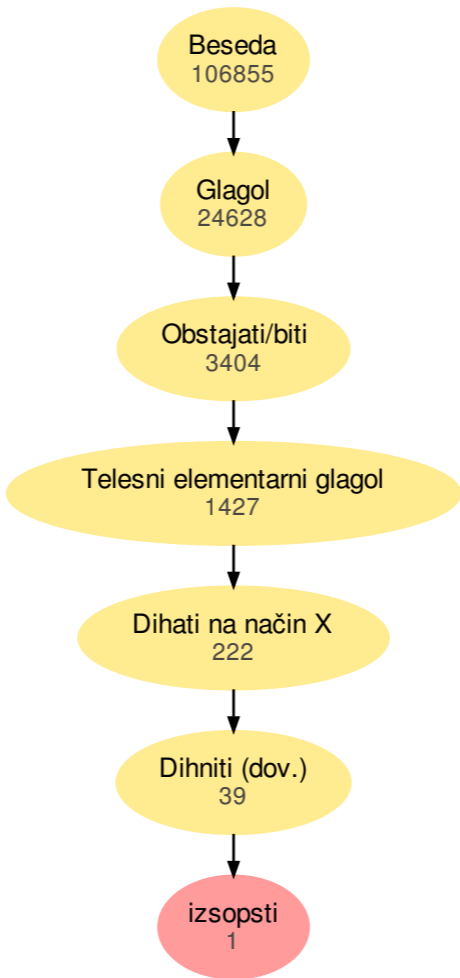 Beseda
106855
Glagol
24628
Obstajati/biti
3404
Telesni elementarni glagol
1427
Dihati na način X
222
Dihniti (dov.)
39
izsopsti
1